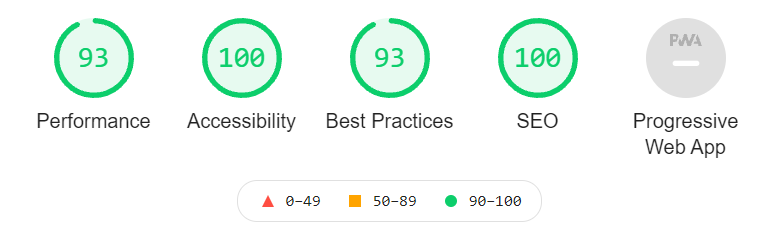 93 100 93 100 PWA
Performance Accessibility Best Practices SEO Progressive
Web App
0–49 50–89 90–100